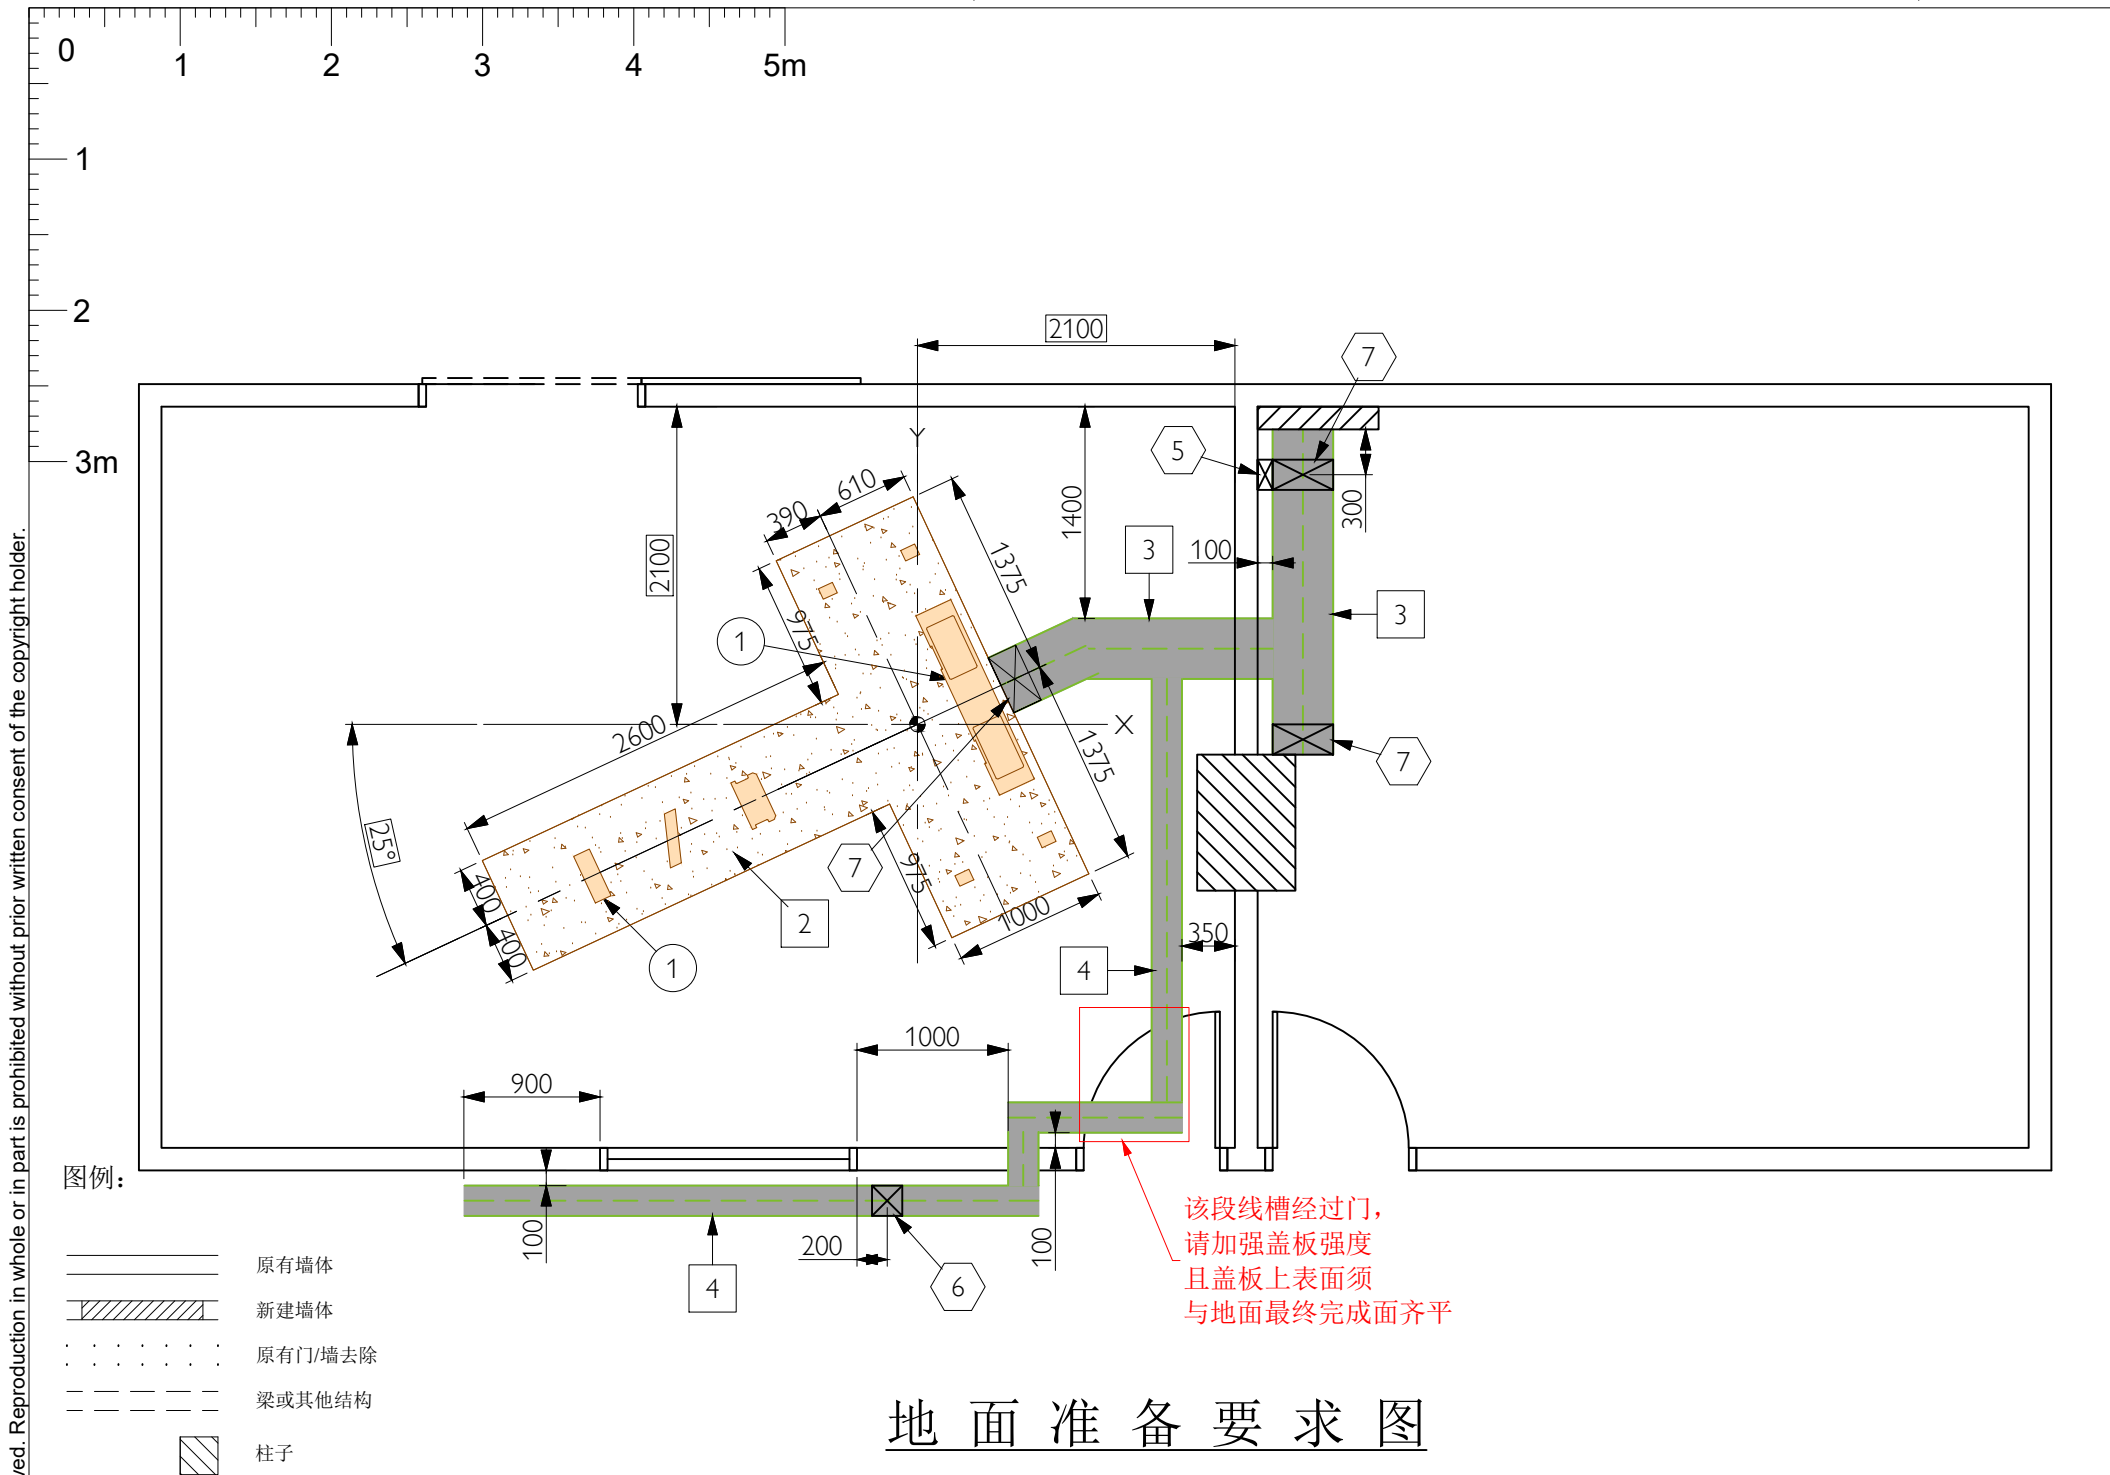 0
1
2
3
4
5m
1
2
3m
2100
7
Y
5
610
390
1400
300
3
100
1375
2100
975
1
3
X
2600
1375
7
25°
7
975
400
2
1000
400
1
350
4
1000
900
图例：
100
200
100
4
6
该段线槽经过门，
请加强盖板强度
且盖板上表面须
与地面最终完成面齐平
原有墙体
新建墙体
原有门/墙去除
梁或其他结构
柱子
地面准备要求图
ved. Reproduction in whole or in part is prohibited without prior written consent of the copyright holder.